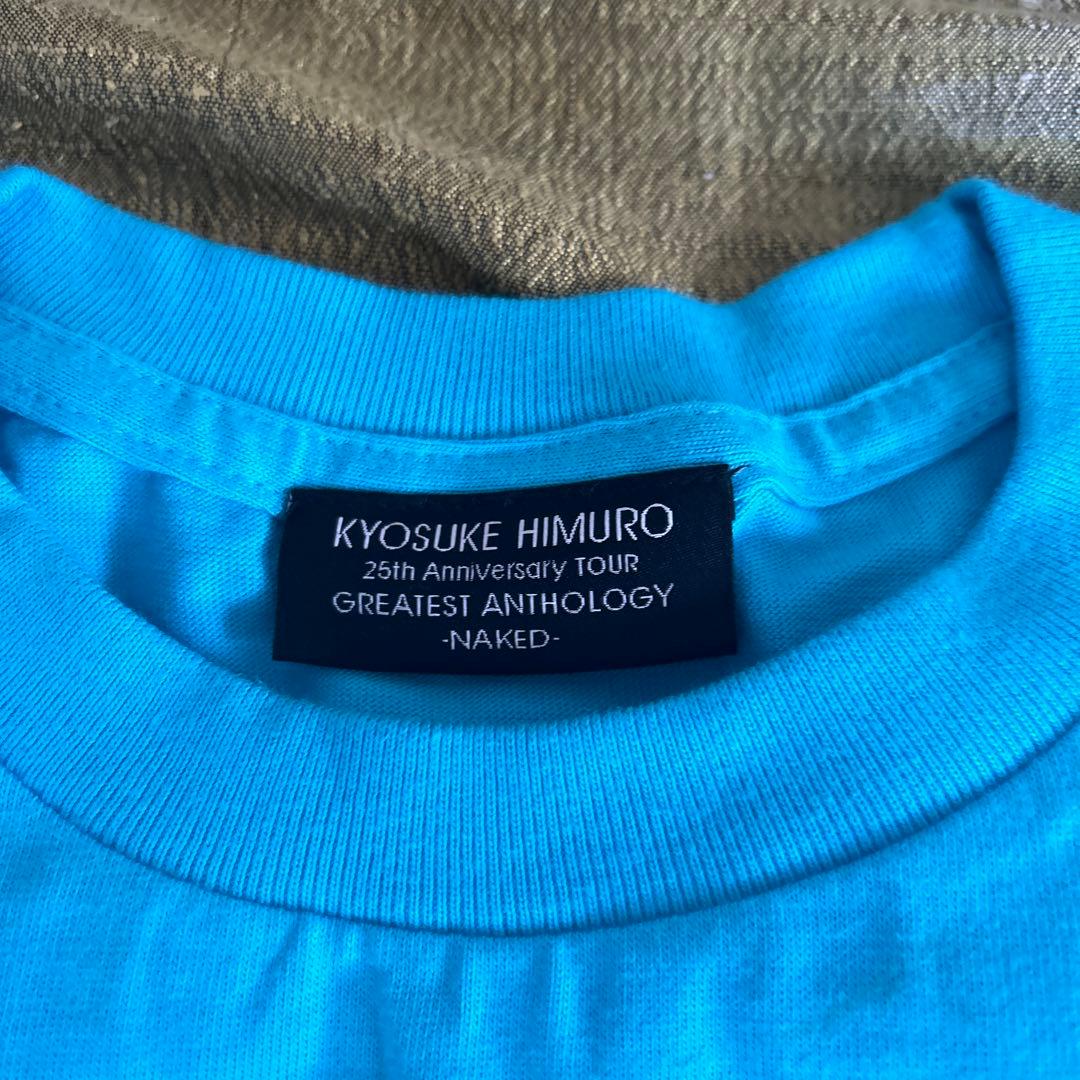 KYOSUKE HIMURO
25th Anniversary TOUR
GREATEST ANTHOLOGY
-NAKED-